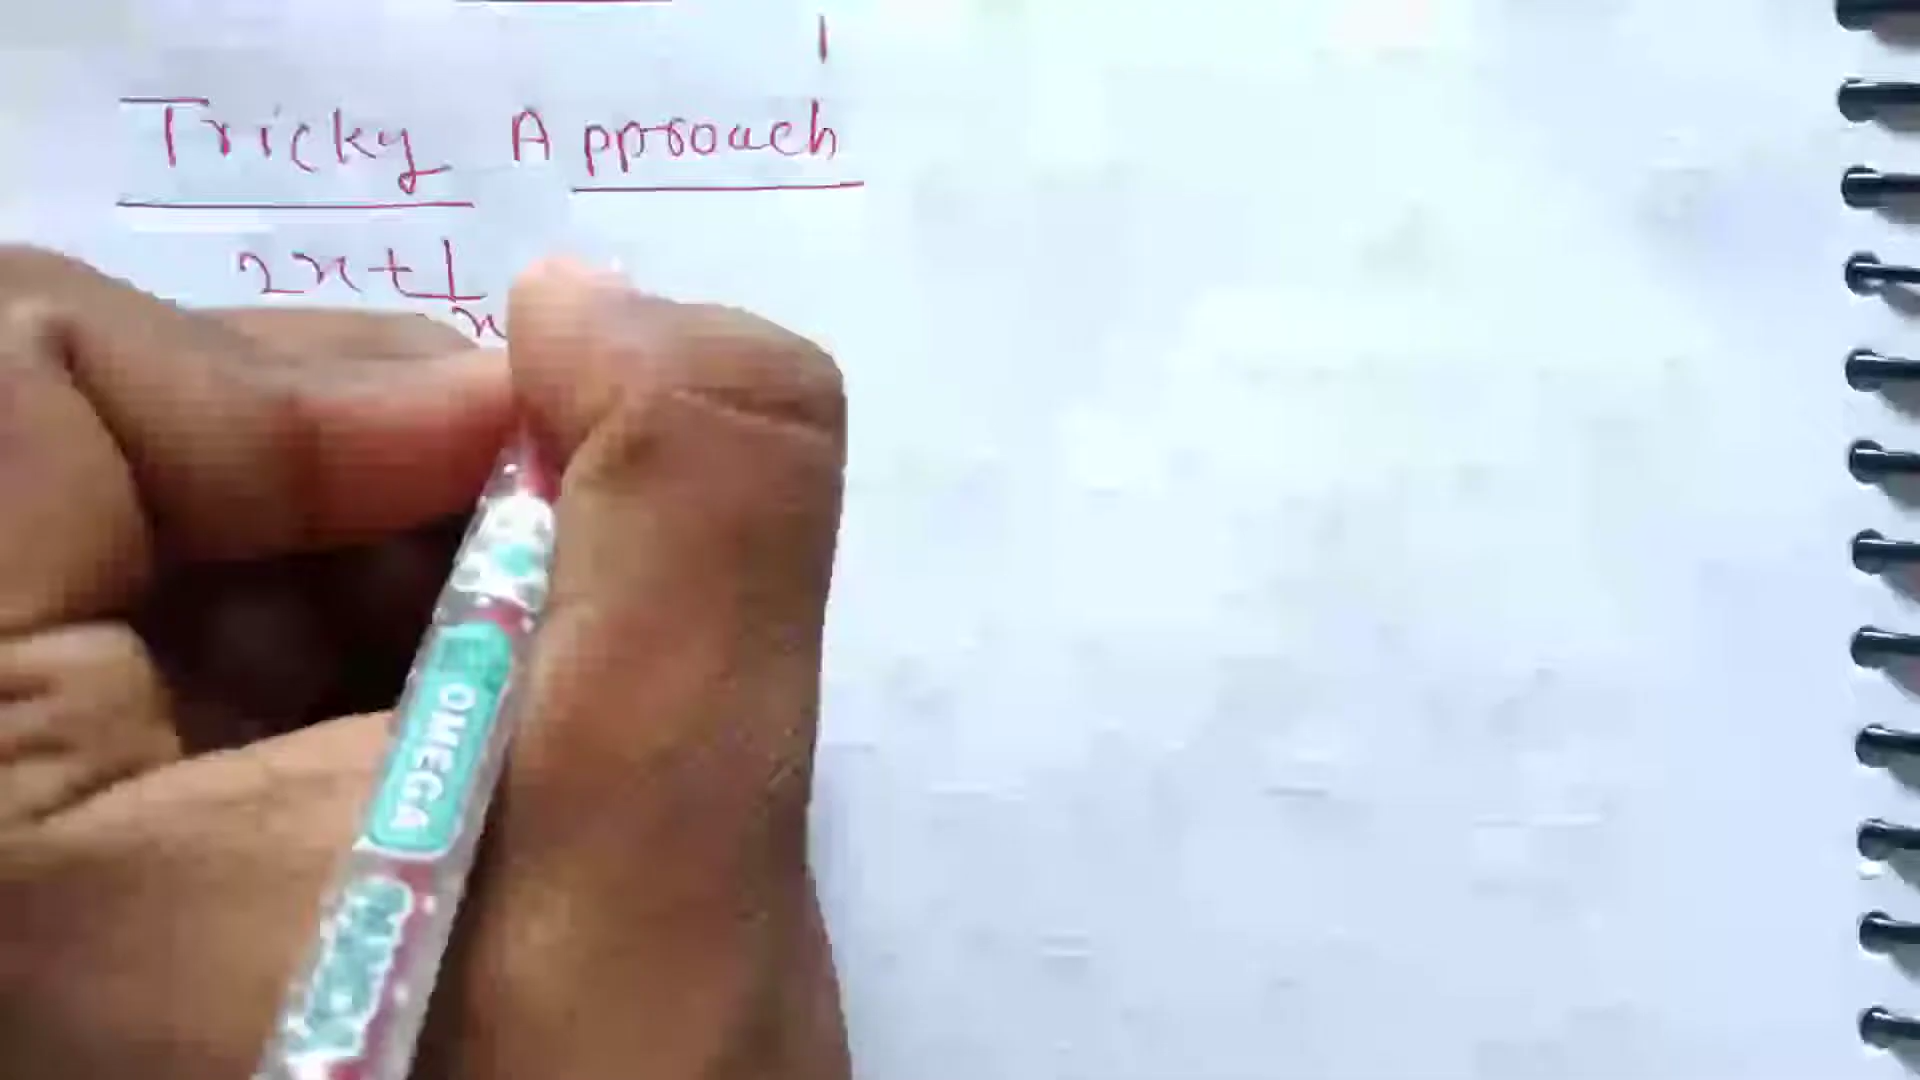 Tricky Approach
2x + 1
x
OMEGA